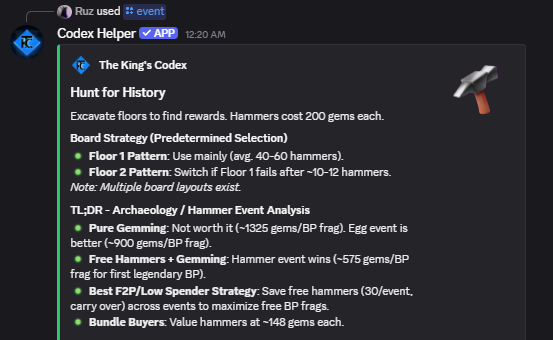 Ruz used event
Codex Helper ✓ APP 12:20 AM
The King's Codex
Hunt for History
Excavate floors to find rewards. Hammers cost 200 gems each.
Board Strategy (Predetermined Selection)
Floor 1 Pattern: Use mainly (avg. 40-60 hammers).
Floor 2 Pattern: Switch if Floor 1 fails after ~10-12 hammers.
Note: Multiple board layouts exist.
TL;DR - Archaeology / Hammer Event Analysis
Pure Gemming: Not worth it (~1325 gems/BP frag). Egg event is
better (~900 gems/BP frag).
Free Hammers + Gemming: Hammer event wins (~575 gems/BP
frag for first legendary BP).
Best F2P/Low Spender Strategy: Save free hammers (30/event,
carry over) across events to maximize free BP frags.
Bundle Buyers: Value hammers at ~148 gems each.